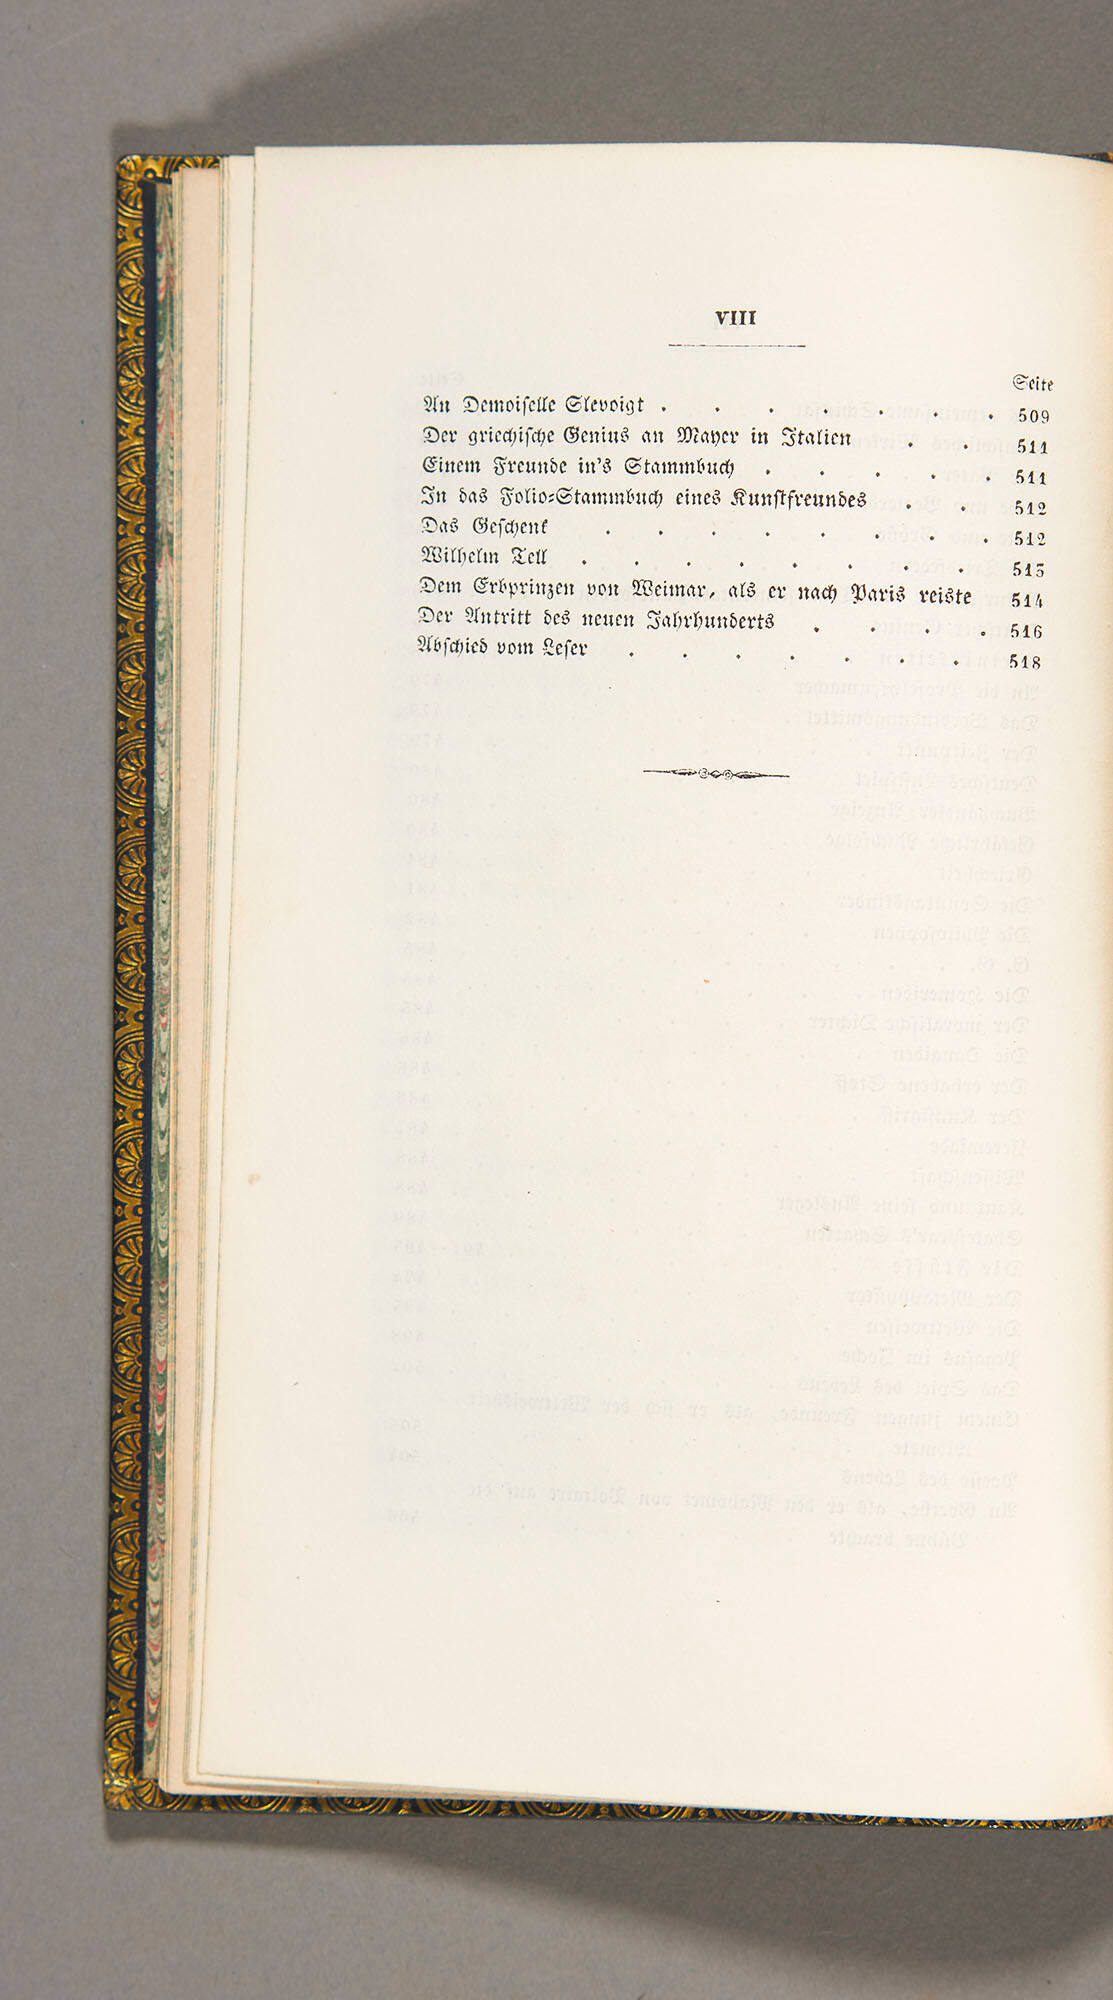 VIII
Seite
An Demoiselle Slevoigt . . . . . . . 509
Der griechische Genius an Mayer in Italien . . 511
Einem Freunde in's Stammbuch . . . . . 511
In das Folio-Stammbuch eines Kunstfreundes . . 512
Das Geschenk . . . . . . . . 512
Wilhelm Tell . . . . . . . . 513
Dem Erbprinzen von Weimar, als er nach Paris reiste 514
Der Antritt des neuen Jahrhunderts . . . . 516
Abschied vom Leser . . . . . . . 518